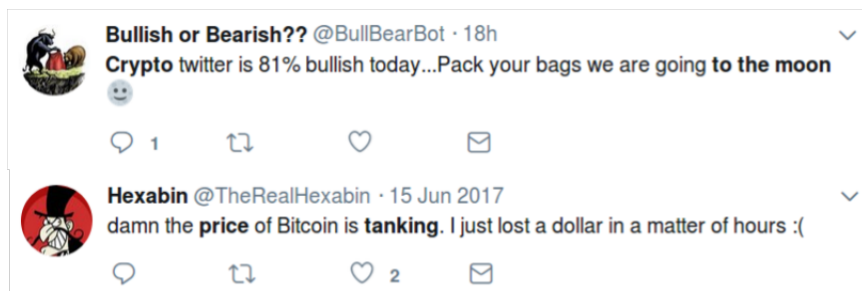 Bullish or Bearish?? @BullBearBot · 18h
Crypto twitter is 81% bullish today...Pack your bags we are going to the moon
🌝
1
Hexabin @TheRealHexabin · 15 Jun 2017
damn the price of Bitcoin is tanking. I just lost a dollar in a matter of hours :(
2